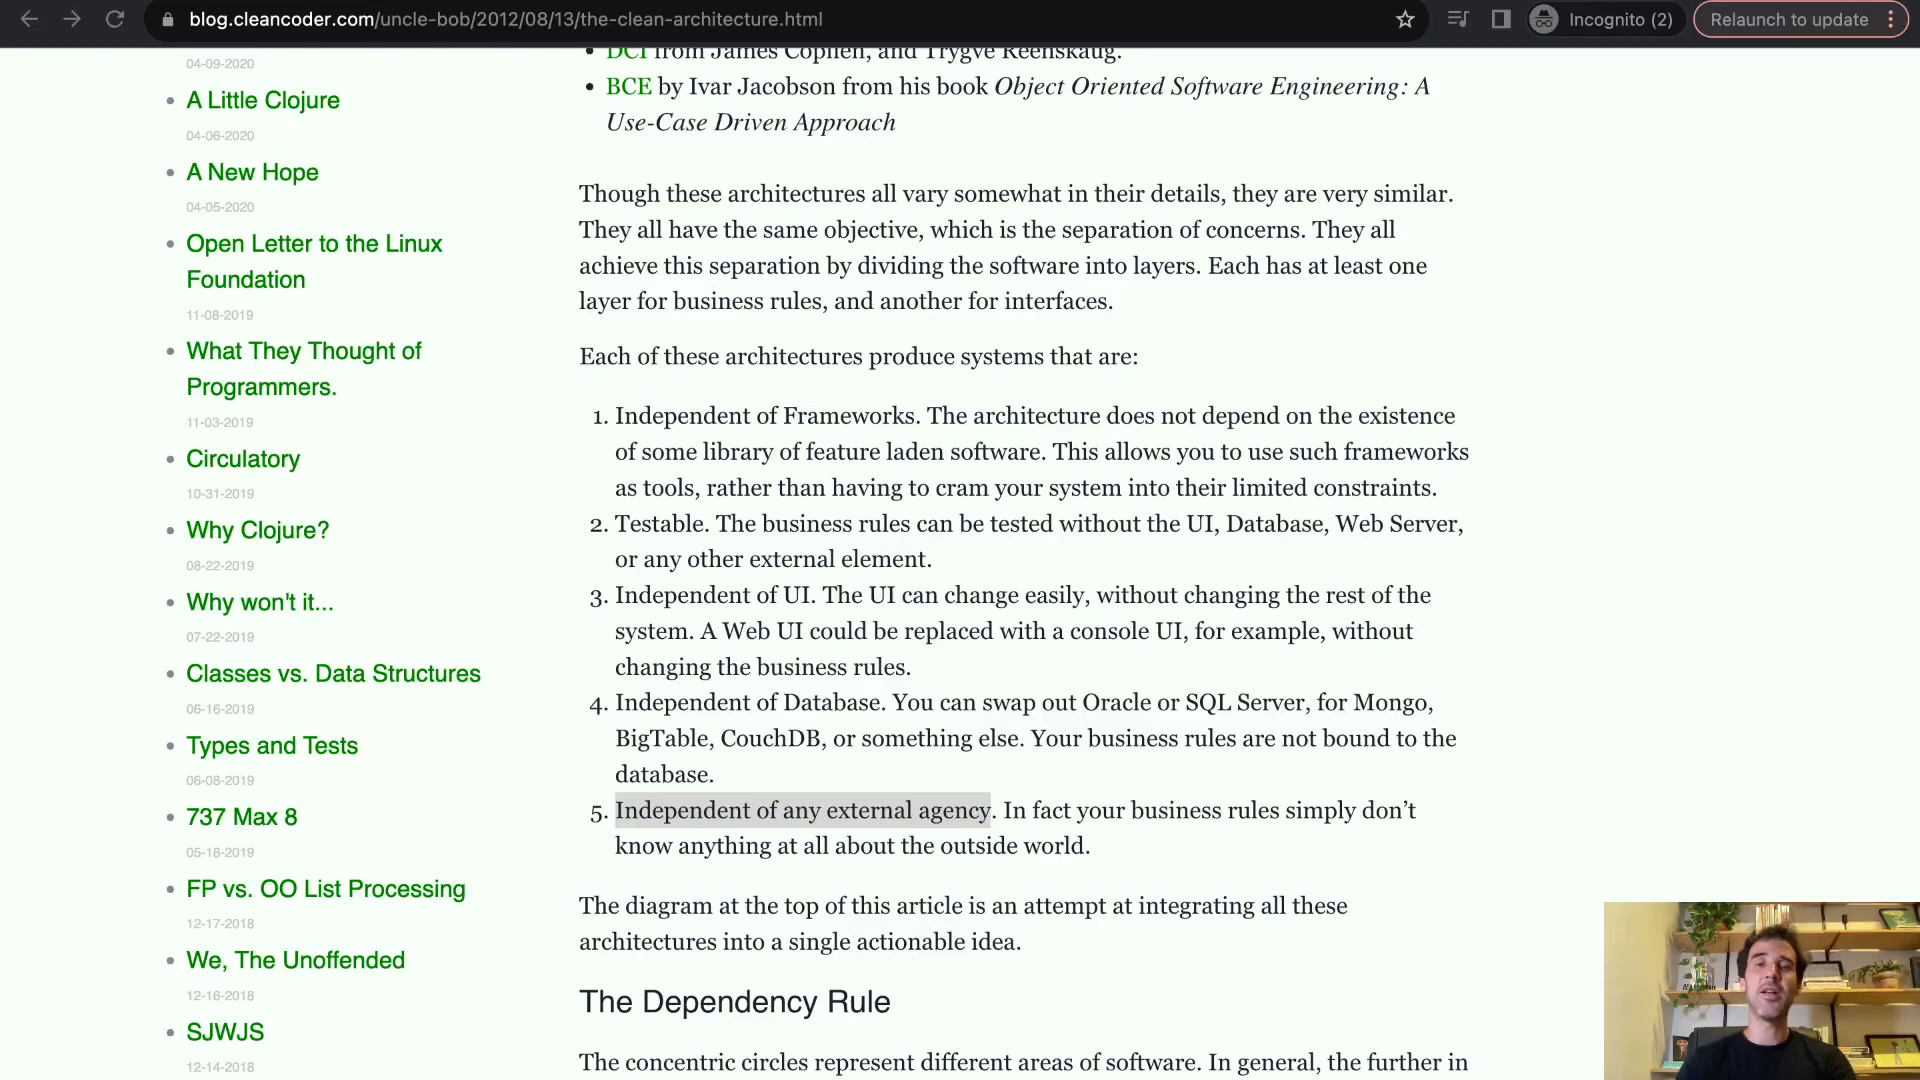 blog.cleancoder.com/uncle-bob/2012/08/13/the-clean-architecture.html
Incognito (2)
Relaunch to update
04-09-2020
A Little Clojure
04-06-2020
A New Hope
04-05-2020
Open Letter to the Linux
Foundation
11-08-2019
What They Thought of
Programmers.
11-03-2019
Circulatory
10-31-2019
Why Clojure?
08-22-2019
Why won't it...
07-22-2019
Classes vs. Data Structures
06-16-2019
Types and Tests
06-08-2019
737 Max 8
05-18-2019
FP vs. OO List Processing
12-17-2018
We, The Unoffended
12-16-2018
SJWJS
12-14-2018
DCI from James Coplien, and Trygve Reenskaug.
BCE by Ivar Jacobson from his book Object Oriented Software Engineering: A
Use-Case Driven Approach
Though these architectures all vary somewhat in their details, they are very similar.
They all have the same objective, which is the separation of concerns. They all
achieve this separation by dividing the software into layers. Each has at least one
layer for business rules, and another for interfaces.
Each of these architectures produce systems that are:
1. Independent of Frameworks. The architecture does not depend on the existence
of some library of feature laden software. This allows you to use such frameworks
as tools, rather than having to cram your system into their limited constraints.
2. Testable. The business rules can be tested without the UI, Database, Web Server,
or any other external element.
3. Independent of UI. The UI can change easily, without changing the rest of the
system. A Web UI could be replaced with a console UI, for example, without
changing the business rules.
4. Independent of Database. You can swap out Oracle or SQL Server, for Mongo,
BigTable, CouchDB, or something else. Your business rules are not bound to the
database.
5. Independent of any external agency. In fact your business rules simply don’t
know anything at all about the outside world.
The diagram at the top of this article is an attempt at integrating all these
architectures into a single actionable idea.
The Dependency Rule
The concentric circles represent different areas of software. In general, the further in